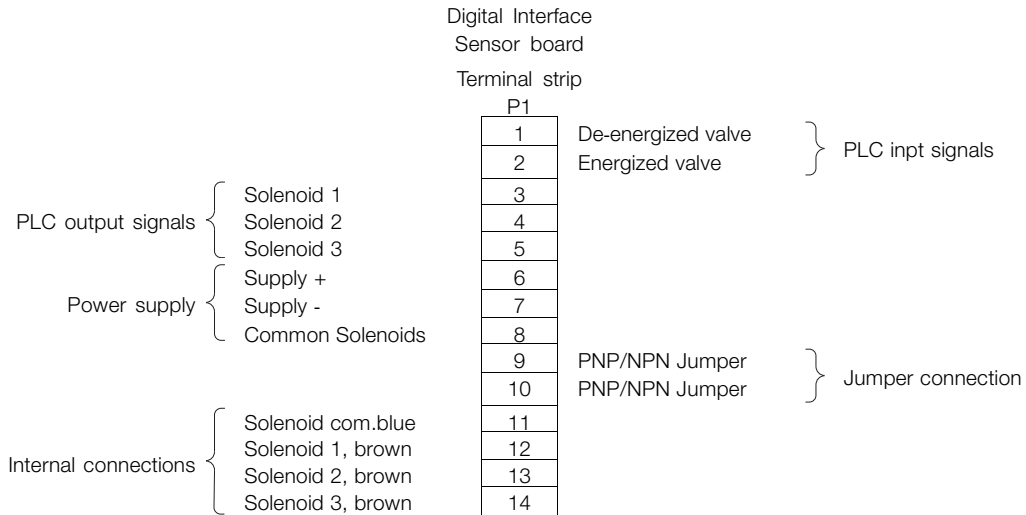 Digital Interface
Sensor board
Terminal strip
P1
1 De-energized valve
2 Energized valve
PLC inpt signals
Solenoid 1 3
PLC output signals
Solenoid 2 4
Solenoid 3 5
Supply + 6
Power supply
Supply - 7
Common Solenoids 8
9 PNP/NPN Jumper
10 PNP/NPN Jumper
Jumper connection
Solenoid com.blue 11
Solenoid 1, brown 12
Internal connections
Solenoid 2, brown 13
Solenoid 3, brown 14